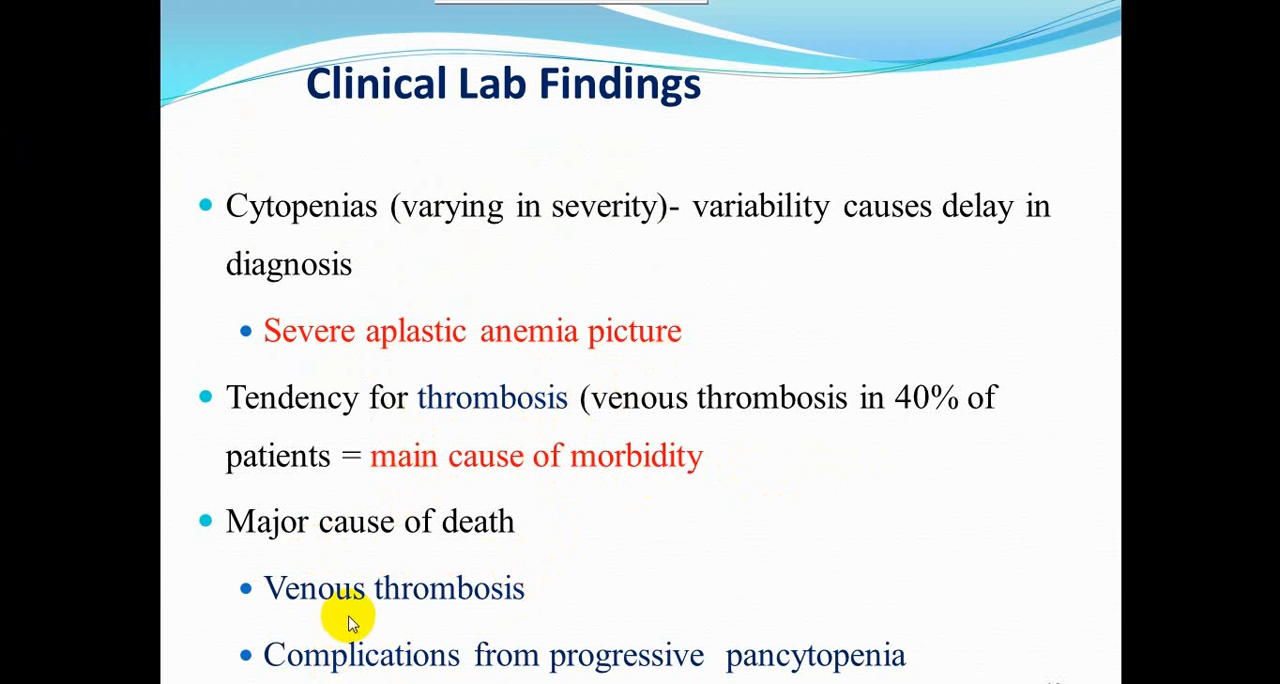 Clinical Lab Findings
Cytopenias (varying in severity)- variability causes delay in
diagnosis
Severe aplastic anemia picture
Tendency for thrombosis (venous thrombosis in 40% of
patients = main cause of morbidity
Major cause of death
Venous thrombosis
Complications from progressive pancytopenia